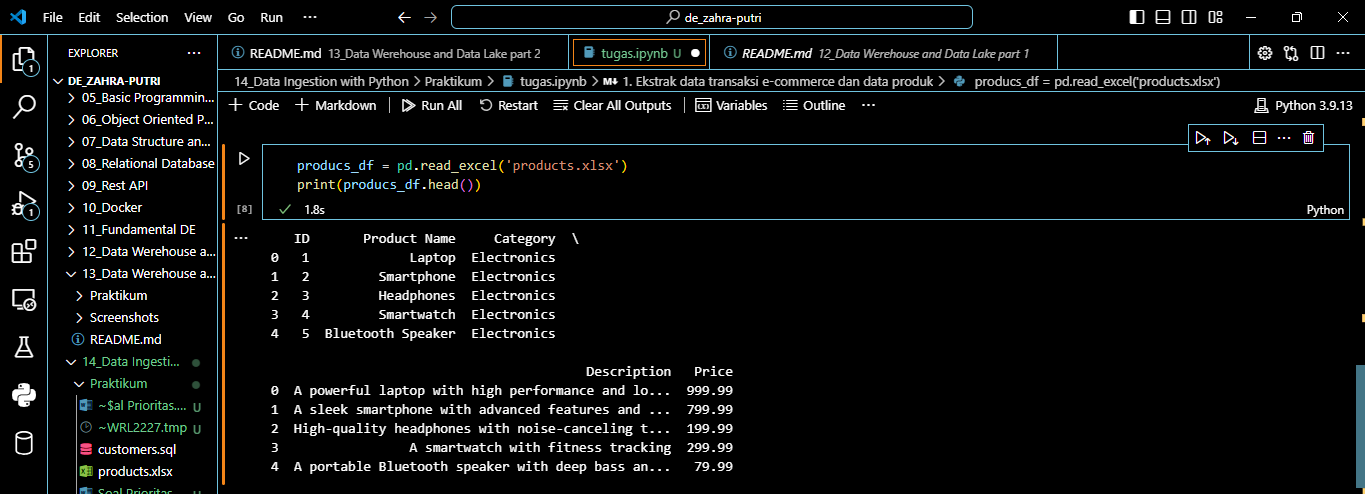 File Edit Selection View Go Run ··· de_zahra-putri
EXPLORER ···
README.md 13_Data Werehouse and Data Lake part 2
tugas.ipynb U
README.md 12_Data Werehouse and Data Lake part 1
DE_ZAHRA-PUTRI
05_Basic Programmin...
06_Object Oriented P...
07_Data Structure an...
08_Relational Database
09_Rest API
10_Docker
11_Fundamental DE
12_Data Werehouse a...
13_Data Werehouse a...
Praktikum
Screenshots
README.md
14_Data Ingesti...
Praktikum
~$al Prioritas.... U
~WRL2227.tmp U
customers.sql
products.xlsx
Soal Prioritas...
1
5
1
14_Data Ingestion with Python > Praktikum > tugas.ipynb > M↓ 1. Ekstrak data transaksi e-commerce dan data produk > producs_df = pd.read_excel('products.xlsx')
+ Code + Markdown Run All Restart Clear All Outputs Variables Outline ··· Python 3.9.13
producs_df = pd.read_excel('products.xlsx')
print(producs_df.head())
[8] ✓ 1.8s Python
ID Product Name Category \
0 1 Laptop Electronics
1 2 Smartphone Electronics
2 3 Headphones Electronics
3 4 Smartwatch Electronics
4 5 Bluetooth Speaker Electronics
Description Price
0 A powerful laptop with high performance and lo... 999.99
1 A sleek smartphone with advanced features and ... 799.99
2 High-quality headphones with noise-canceling t... 199.99
3 A smartwatch with fitness tracking 299.99
4 A portable Bluetooth speaker with deep bass an... 79.99